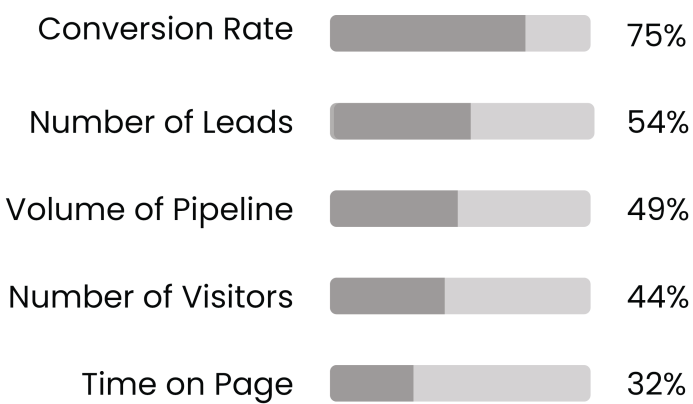 Conversion Rate 75%
Number of Leads 54%
Volume of Pipeline 49%
Number of Visitors 44%
Time on Page 32%